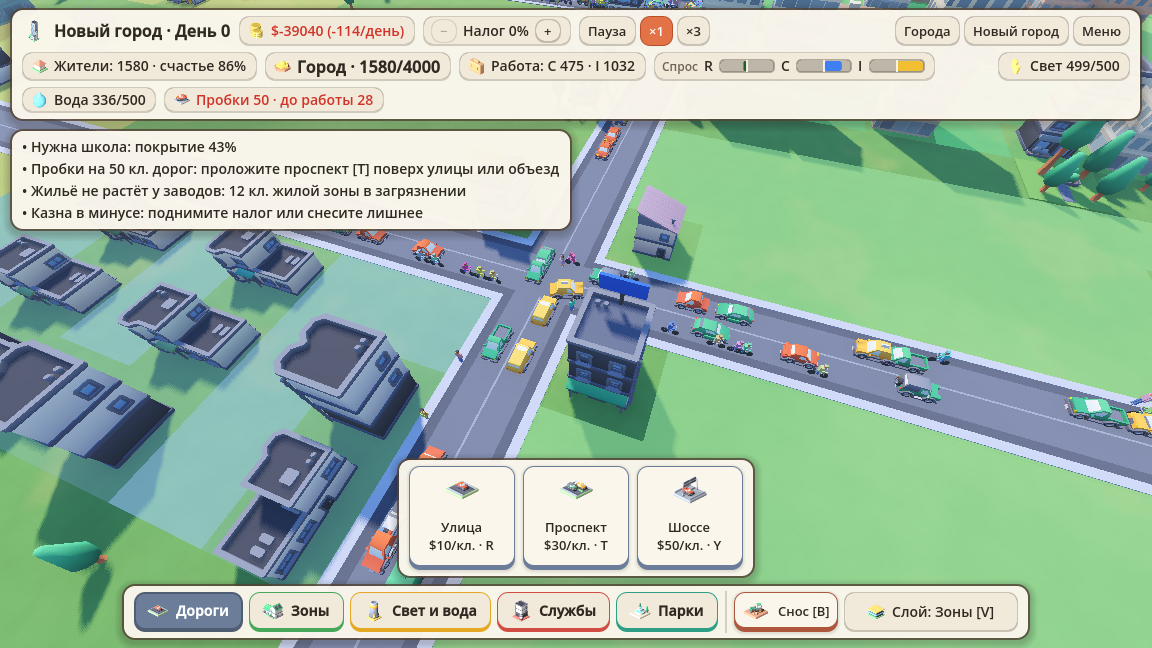 Новый город · День 0
$-39040 (-114/день)
− Налог 0% +
Пауза
×1
×3
Города
Новый город
Меню
Жители: 1580 · счастье 86%
Город · 1580/4000
Работа: C 475 · I 1032
Спрос R C I
Свет 499/500
Вода 336/500
Пробки 50 · до работы 28
• Нужна школа: покрытие 43%
• Пробки на 50 кл. дорог: проложите проспект [T] поверх улицы или объезд
• Жильё не растёт у заводов: 12 кл. жилой зоны в загрязнении
• Казна в минусе: поднимите налог или снесите лишнее
Улица
$10/кл. · R
Проспект
$30/кл. · T
Шоссе
$50/кл. · Y
Дороги
Зоны
Свет и вода
Службы
Парки
Снос [B]
Слой: Зоны [V]